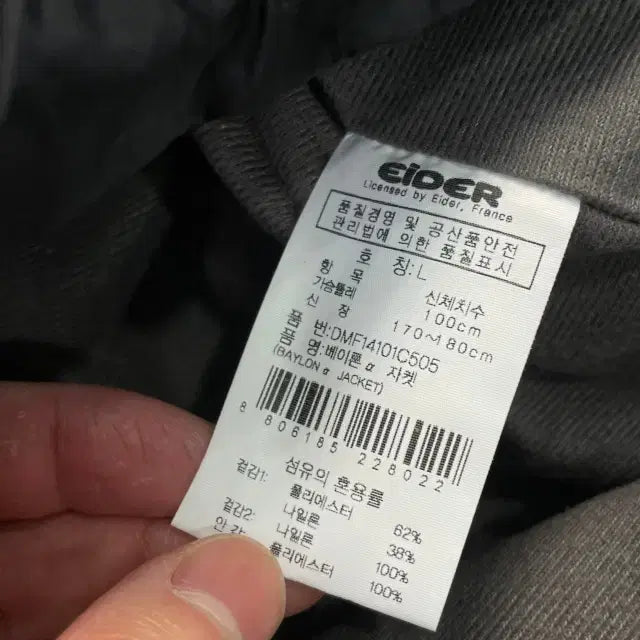 EiDER
Licensed by Eider, France
품질경영 및 공산품안전
관리법에 의한 품질표시
호 칭: L
항 목 신체치수
가슴둘레 100cm
신 장 170~180cm
품 번: DMF14101C505
품 명: 베이론 α 자켓
(BAYLON α JACKET)
8 806185 228022
섬유의 혼용률
겉감1: 폴리에스터 62%
나일론 38%
겉감2: 나일론 100%
안감 폴리에스터 100%